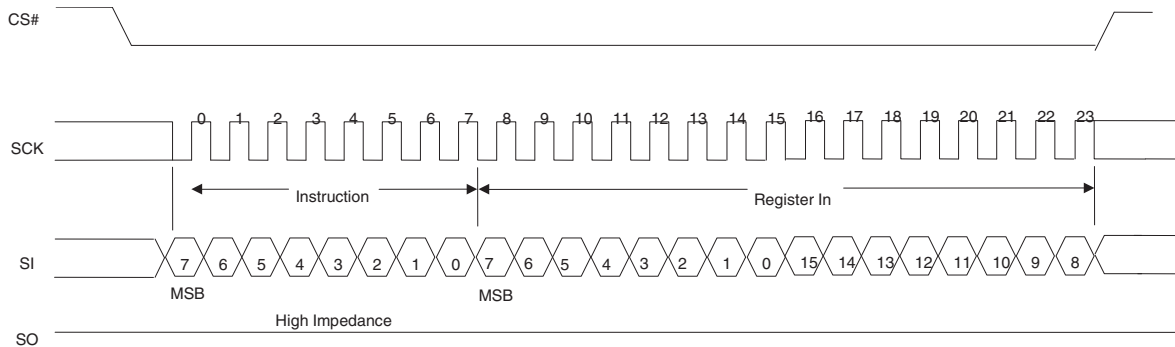 CS#
0 1 2 3 4 5 6 7 8 9 10 11 12 13 14 15 16 17 18 19 20 21 22 23
SCK
Instruction
Register In
SI
7 6 5 4 3 2 1 0 7 6 5 4 3 2 1 0 15 14 13 12 11 10 9 8
MSB
MSB
High Impedance
SO